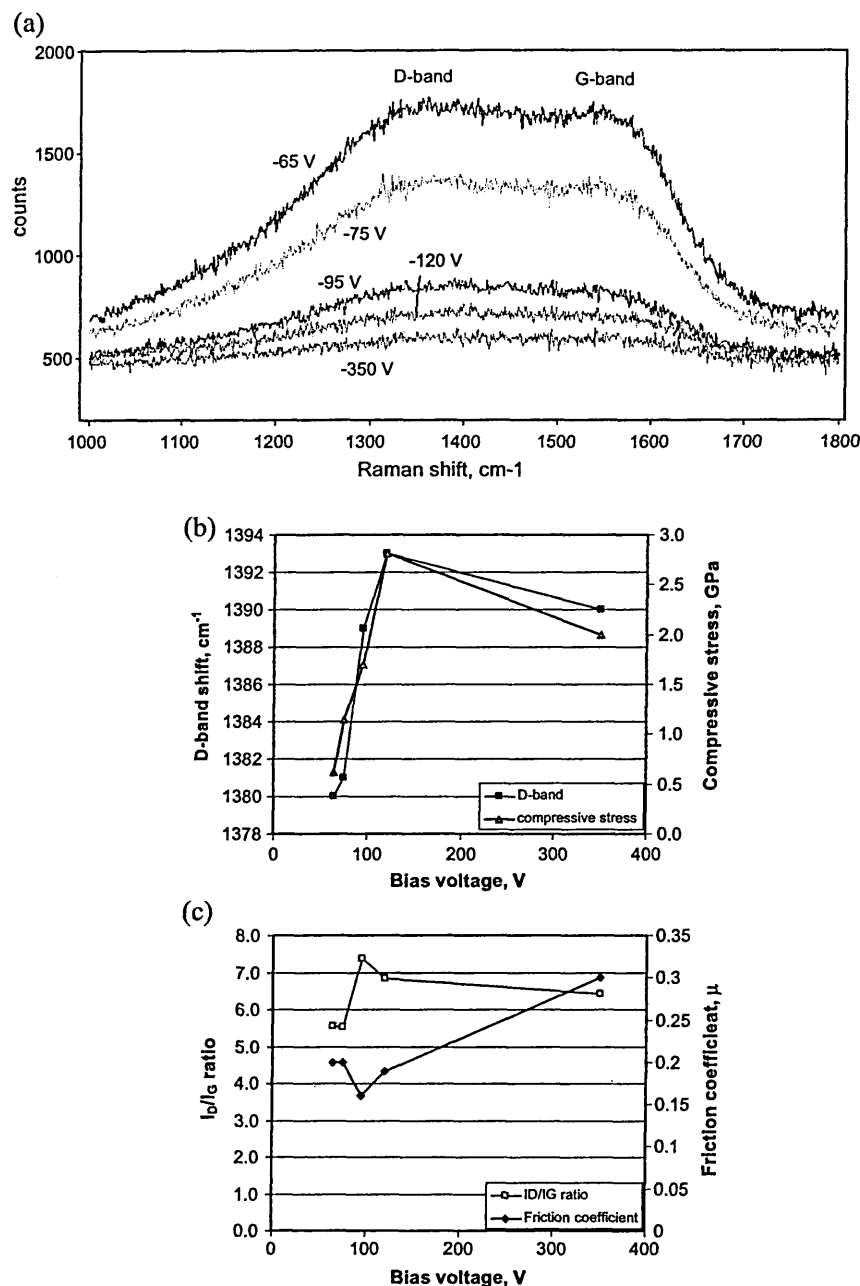 (a)
2000
1500
1000
500
counts
D-band
G-band
-65 V
-75 V
-120 V
-95 V
-350 V
1000 1100 1200 1300 1400 1500 1600 1700 1800
Raman shift, cm-1
(b)
1394
1392
1390
1388
1386
1384
1382
1380
1378
D-band shift, cm⁻¹
3.0
2.5
2.0
1.5
1.0
0.5
0.0
Compressive stress, GPa
D-band
compressive stress
0 100 200 300 400
Bias voltage, V
(c)
8.0
7.0
6.0
5.0
4.0
3.0
2.0
1.0
0.0
I_D/I_G ratio
0.35
0.3
0.25
0.2
0.15
0.1
0.05
0
Friction coefficieat, μ
ID/IG ratio
Friction coefficient
0 100 200 300 400
Bias voltage, V